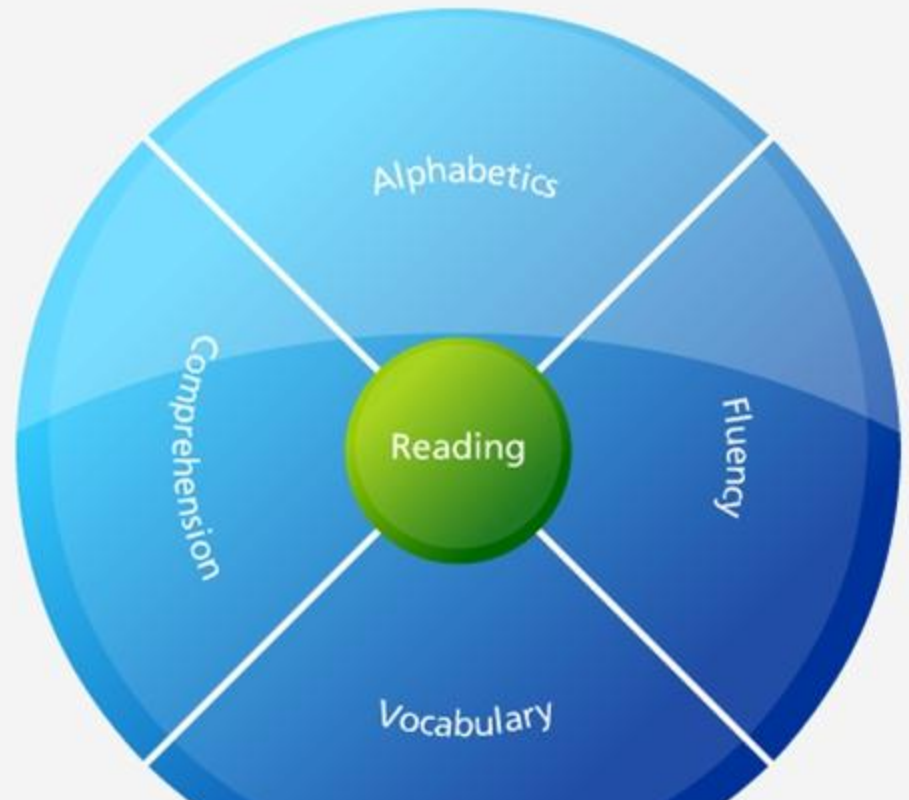 Alphabetics
Comprehension
Reading
Fluency
Vocabulary